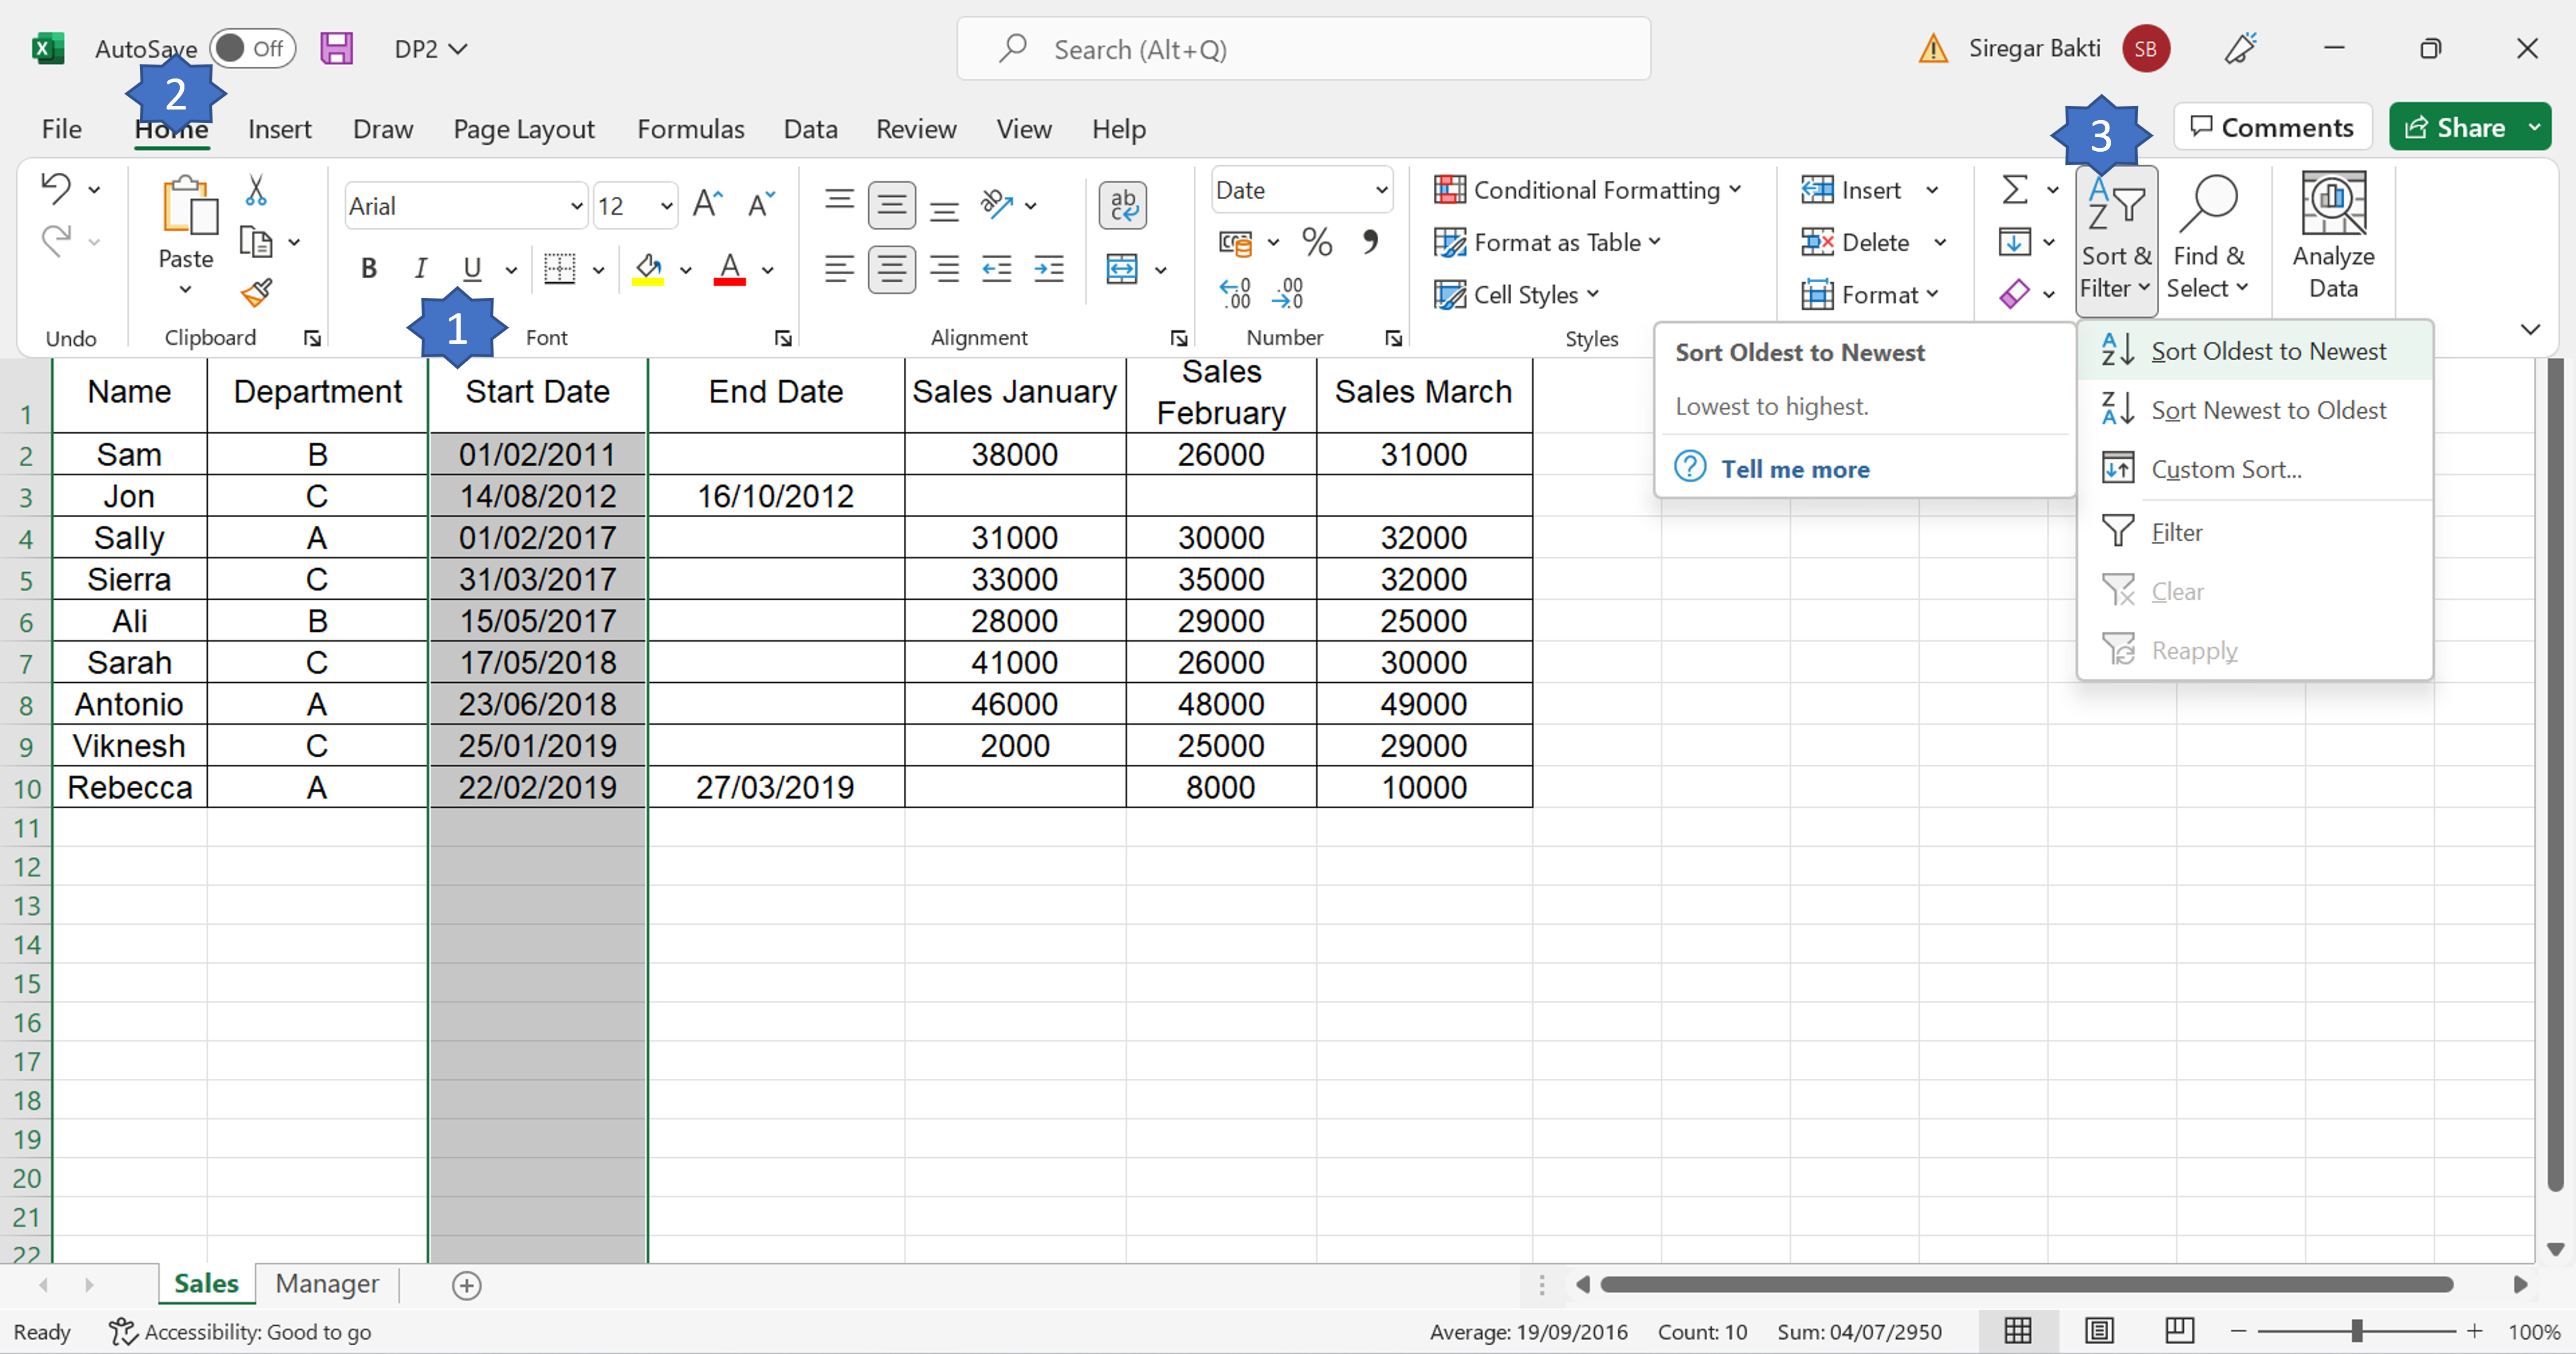 AutoSave Off DP2 Search (Alt+Q) Siregar Bakti SB
2 3
File Home Insert Draw Page Layout Formulas Data Review View Help Comments Share
Arial 12 ab Date Conditional Formatting Insert
Paste % Format as Table Delete Sort & Filter Find & Select Analyze Data
B I U A Cell Styles Format
Undo Clipboard 1 Font Alignment Number Styles
Sort Oldest to Newest
Lowest to highest.
Tell me more
Sort Oldest to Newest
Sort Newest to Oldest
Custom Sort...
Filter
Clear
Reapply
1 Name Department Start Date End Date Sales January Sales February Sales March
2 Sam B 01/02/2011 38000 26000 31000
3 Jon C 14/08/2012 16/10/2012
4 Sally A 01/02/2017 31000 30000 32000
5 Sierra C 31/03/2017 33000 35000 32000
6 Ali B 15/05/2017 28000 29000 25000
7 Sarah C 17/05/2018 41000 26000 30000
8 Antonio A 23/06/2018 46000 48000 49000
9 Viknesh C 25/01/2019 2000 25000 29000
10 Rebecca A 22/02/2019 27/03/2019 8000 10000
11
12
13
14
15
16
17
18
19
20
21
22
Sales Manager
Ready Accessibility: Good to go Average: 19/09/2016 Count: 10 Sum: 04/07/2950 100%